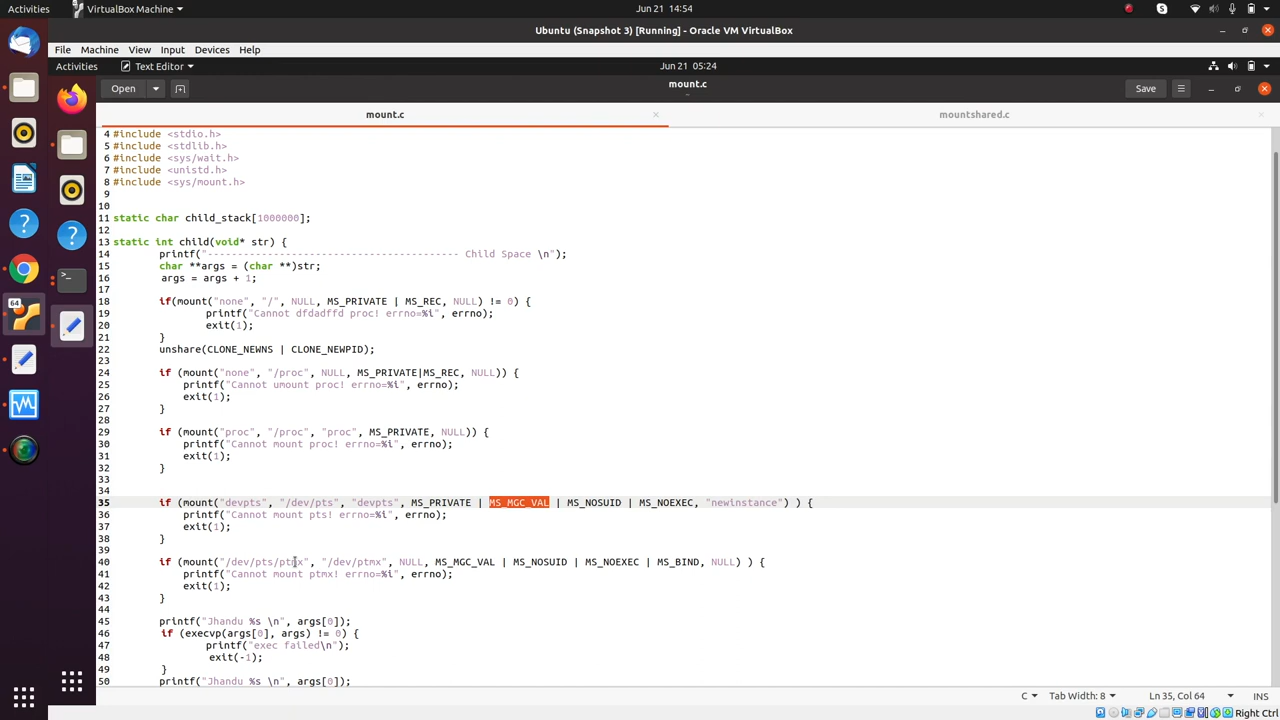 Activities VirtualBox Machine Jun 21 14:54
Ubuntu (Snapshot 3) [Running] - Oracle VM VirtualBox
File Machine View Input Devices Help
Activities Text Editor Jun 21 05:24
Open mount.c Save
mount.c mountshared.c
4 #include <stdio.h>
5 #include <stdlib.h>
6 #include <sys/wait.h>
7 #include <unistd.h>
8 #include <sys/mount.h>
9
10
11 static char child_stack[1000000];
12
13 static int child(void* str) {
14 printf("------------------------------------------ Child Space \n");
15 char **args = (char **)str;
16 args = args + 1;
17
18 if(mount("none", "/", NULL, MS_PRIVATE | MS_REC, NULL) != 0) {
19 printf("Cannot dfdadffd proc! errno=%i", errno);
20 exit(1);
21 }
22 unshare(CLONE_NEWNS | CLONE_NEWPID);
23
24 if (mount("none", "/proc", NULL, MS_PRIVATE|MS_REC, NULL)) {
25 printf("Cannot umount proc! errno=%i", errno);
26 exit(1);
27 }
28
29 if (mount("proc", "/proc", "proc", MS_PRIVATE, NULL)) {
30 printf("Cannot mount proc! errno=%i", errno);
31 exit(1);
32 }
33
34
35 if (mount("devpts", "/dev/pts", "devpts", MS_PRIVATE | MS_MGC_VAL | MS_NOSUID | MS_NOEXEC, "newinstance") ) {
36 printf("Cannot mount pts! errno=%i", errno);
37 exit(1);
38 }
39
40 if (mount("/dev/pts/ptmx", "/dev/ptmx", NULL, MS_MGC_VAL | MS_NOSUID | MS_NOEXEC | MS_BIND, NULL) ) {
41 printf("Cannot mount ptmx! errno=%i", errno);
42 exit(1);
43 }
44
45 printf("Jhandu %s \n", args[0]);
46 if (execvp(args[0], args) != 0) {
47 printf("exec failed\n");
48 exit(-1);
49 }
50 printf("Jhandu %s \n", args[0]);
C Tab Width: 8 Ln 35, Col 64 INS
Right Ctrl